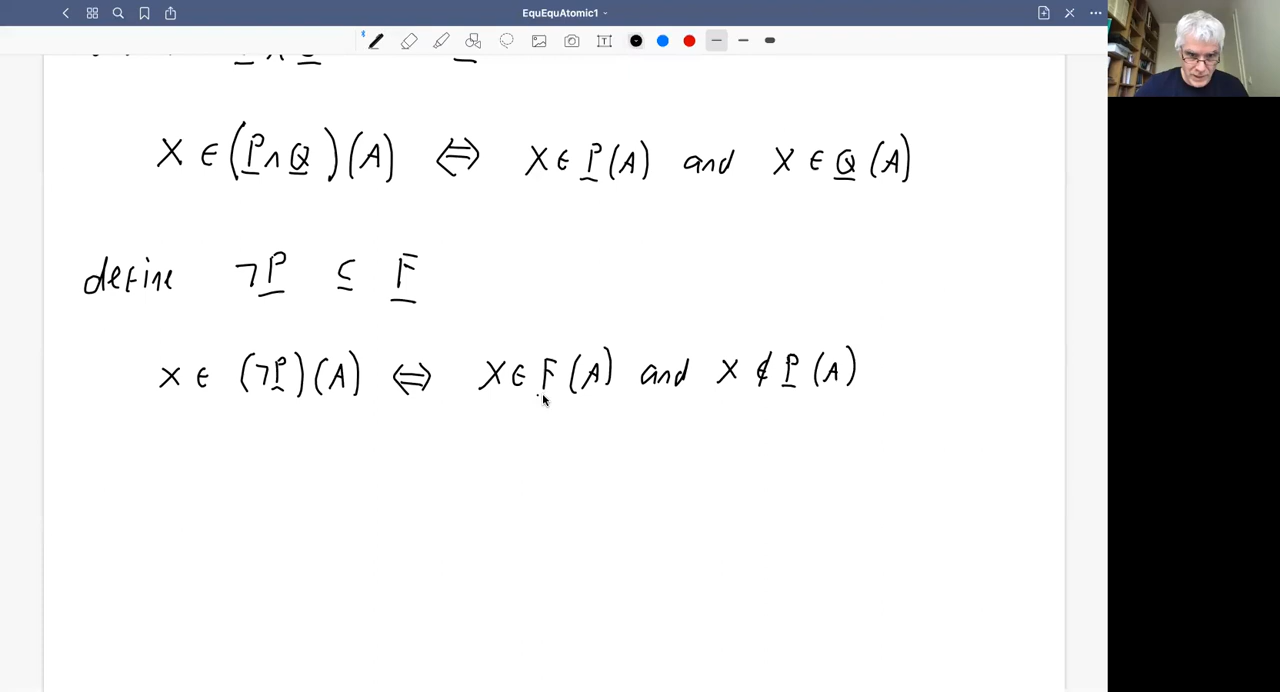 EquEquAtomic1
X ∈ (P∧Q)(A) ⇔ X ∈ P(A) and X ∈ Q(A)
define ¬P ⊆ F
X ∈ (¬P)(A) ⇔ X ∈ F(A) and X ∉ P(A)